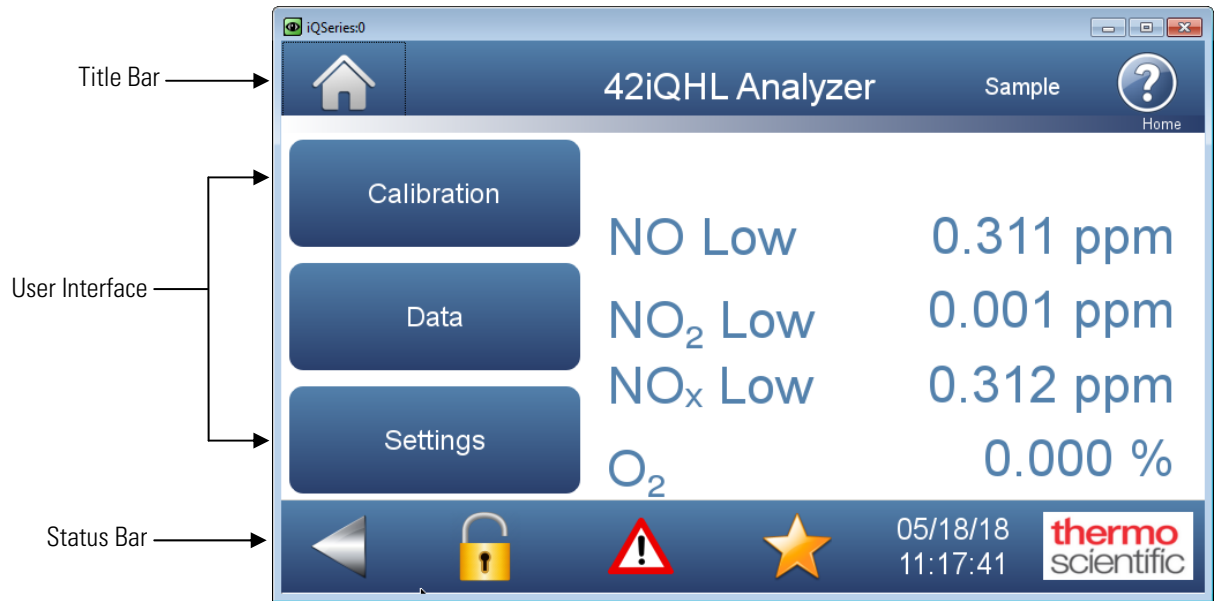 iQSeries:0
Title Bar
42iQHL Analyzer
Sample
?
Home
User Interface
Calibration
Data
Settings
NO Low 0.311 ppm
NO₂ Low 0.001 ppm
NOₓ Low 0.312 ppm
O₂ 0.000 %
Status Bar
!
05/18/18
11:17:41
thermo
scientific